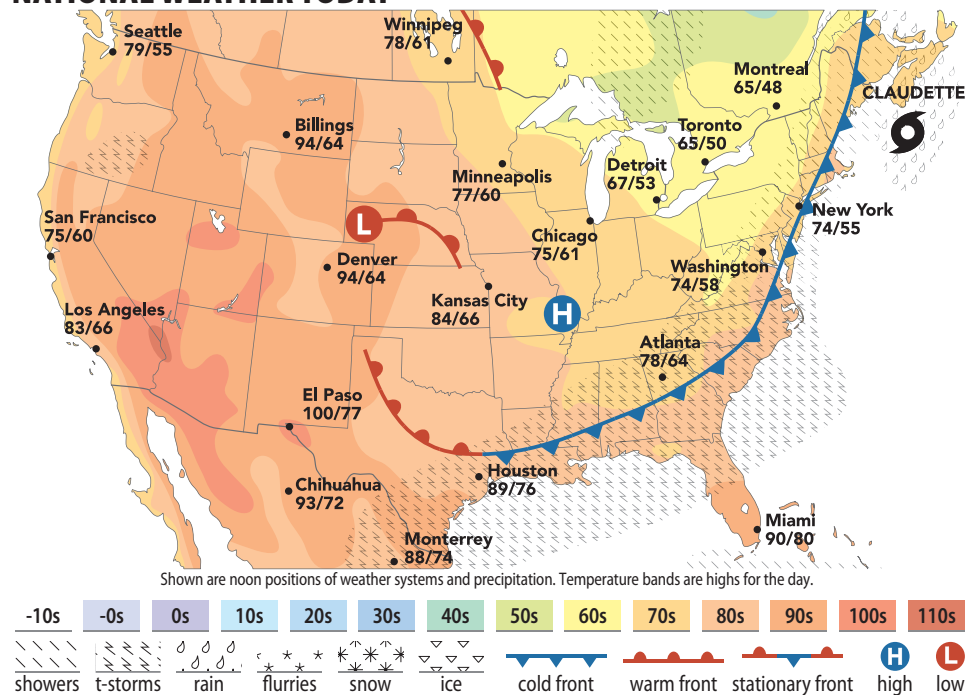 NATIONAL WEATHER TODAY
Seattle
79/55
Winnipeg
78/61
Montreal
65/48
CLAUDETTE
Billings
94/64
Toronto
65/50
Minneapolis
77/60
Detroit
67/53
San Francisco
75/60
L
New York
74/55
Chicago
75/61
Denver
94/64
Washington
74/58
Kansas City
84/66
H
Los Angeles
83/66
Atlanta
78/64
El Paso
100/77
Houston
89/76
Chihuahua
93/72
Miami
90/80
Monterrey
88/74
Shown are noon positions of weather systems and precipitation. Temperature bands are highs for the day.
-10s -0s 0s 10s 20s 30s 40s 50s 60s 70s 80s 90s 100s 110s
H L
showers t-storms rain flurries snow ice cold front warm front stationary front high low